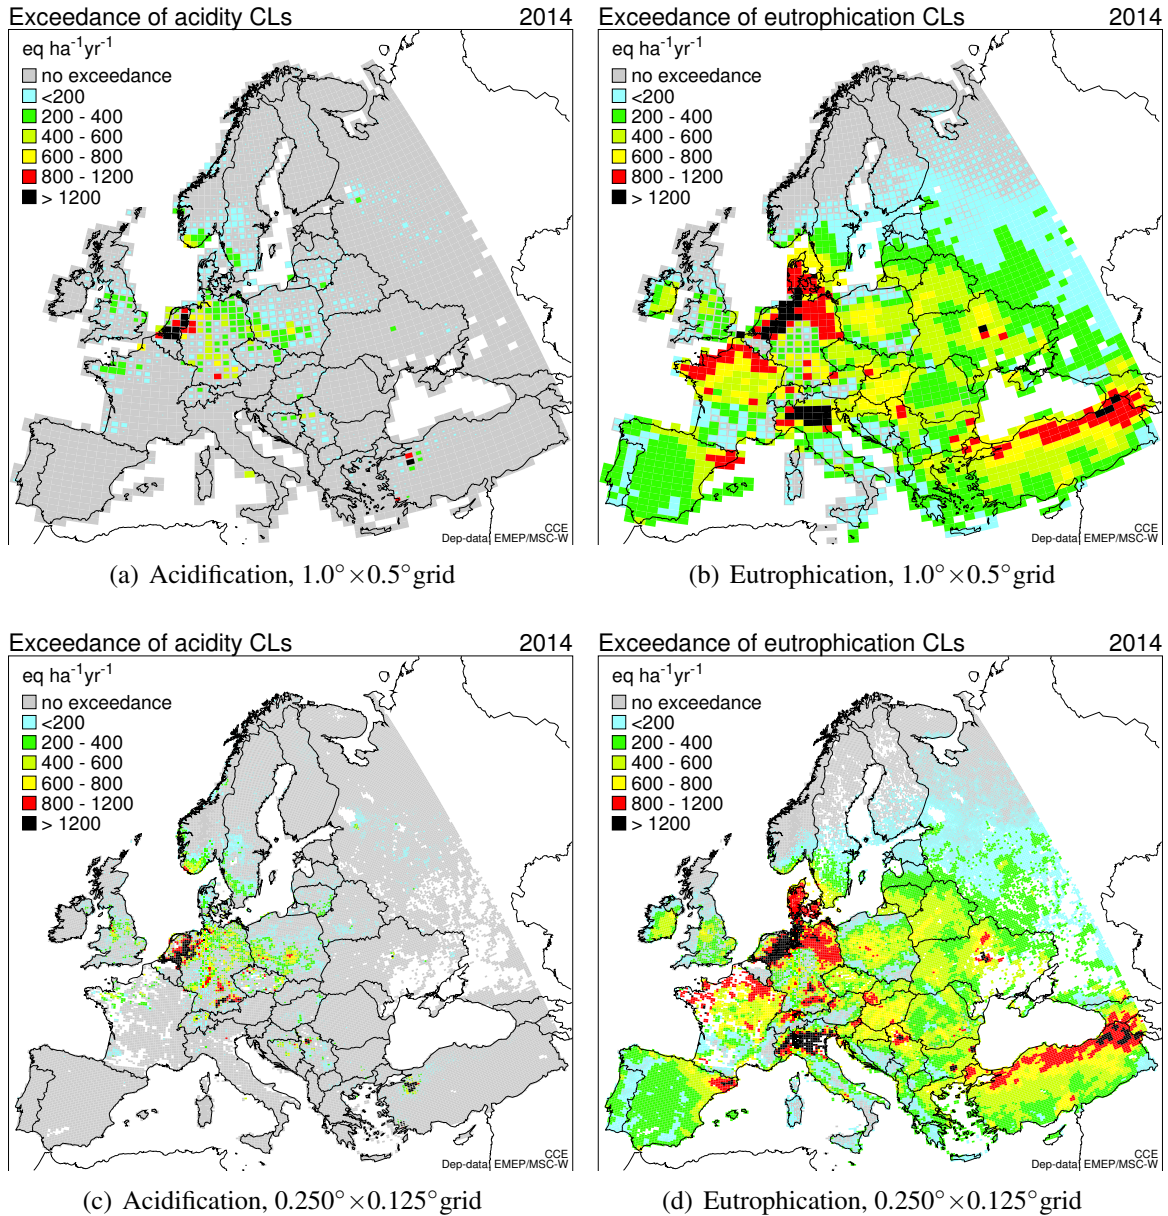 Exceedance of acidity CLs 2014
eq ha⁻¹yr⁻¹
no exceedance
<200
200 - 400
400 - 600
600 - 800
800 - 1200
> 1200
CCE
Dep-data: EMEP/MSC-W
(a) Acidification, 1.0°×0.5°grid
Exceedance of eutrophication CLs 2014
eq ha⁻¹yr⁻¹
no exceedance
<200
200 - 400
400 - 600
600 - 800
800 - 1200
> 1200
CCE
Dep-data: EMEP/MSC-W
(b) Eutrophication, 1.0°×0.5°grid
Exceedance of acidity CLs 2014
eq ha⁻¹yr⁻¹
no exceedance
<200
200 - 400
400 - 600
600 - 800
800 - 1200
> 1200
CCE
Dep-data: EMEP/MSC-W
(c) Acidification, 0.250°×0.125°grid
Exceedance of eutrophication CLs 2014
eq ha⁻¹yr⁻¹
no exceedance
<200
200 - 400
400 - 600
600 - 800
800 - 1200
> 1200
CCE
Dep-data: EMEP/MSC-W
(d) Eutrophication, 0.250°×0.125°grid